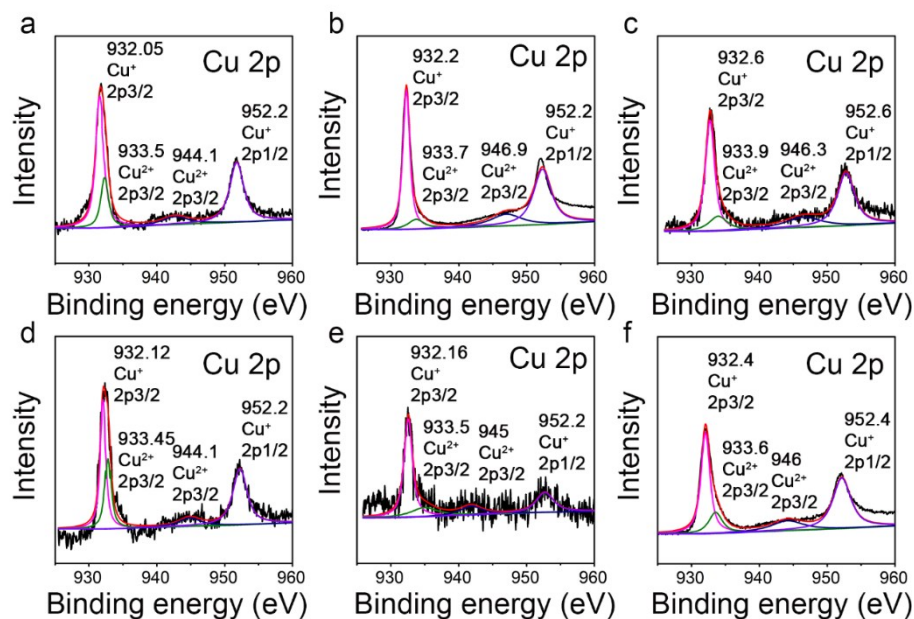 a
Cu 2p
932.05
Cu⁺
2p3/2
933.5
Cu²⁺
2p3/2
944.1
Cu²⁺
2p3/2
952.2
Cu⁺
2p1/2
Intensity
930 940 950 960
Binding energy (eV)
b
Cu 2p
932.2
Cu⁺
2p3/2
933.7
Cu²⁺
2p3/2
946.9
Cu²⁺
2p3/2
952.2
Cu⁺
2p1/2
Intensity
930 940 950 960
Binding energy (eV)
c
Cu 2p
932.6
Cu⁺
2p3/2
933.9
Cu²⁺
2p3/2
946.3
Cu²⁺
2p3/2
952.6
Cu⁺
2p1/2
Intensity
930 940 950 960
Binding energy (eV)
d
Cu 2p
932.12
Cu⁺
2p3/2
933.45
Cu²⁺
2p3/2
944.1
Cu²⁺
2p3/2
952.2
Cu⁺
2p1/2
Intensity
930 940 950 960
Binding energy (eV)
e
Cu 2p
932.16
Cu⁺
2p3/2
933.5
Cu²⁺
2p3/2
945
Cu²⁺
2p3/2
952.2
Cu⁺
2p1/2
Intensity
930 940 950 960
Binding energy (eV)
f
Cu 2p
932.4
Cu⁺
2p3/2
933.6
Cu²⁺
2p3/2
946
Cu²⁺
2p3/2
952.4
Cu⁺
2p1/2
Intensity
930 940 950 960
Binding energy (eV)